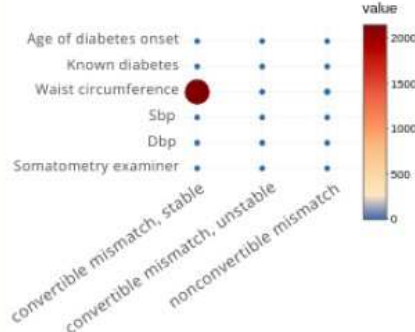 value
Age of diabetes onset
Known diabetes
Waist circumference
Sbp
Dbp
Somatometry examiner
2000
1500
1000
500
0
convertible mismatch, stable
convertible mismatch, unstable
nonconvertible mismatch